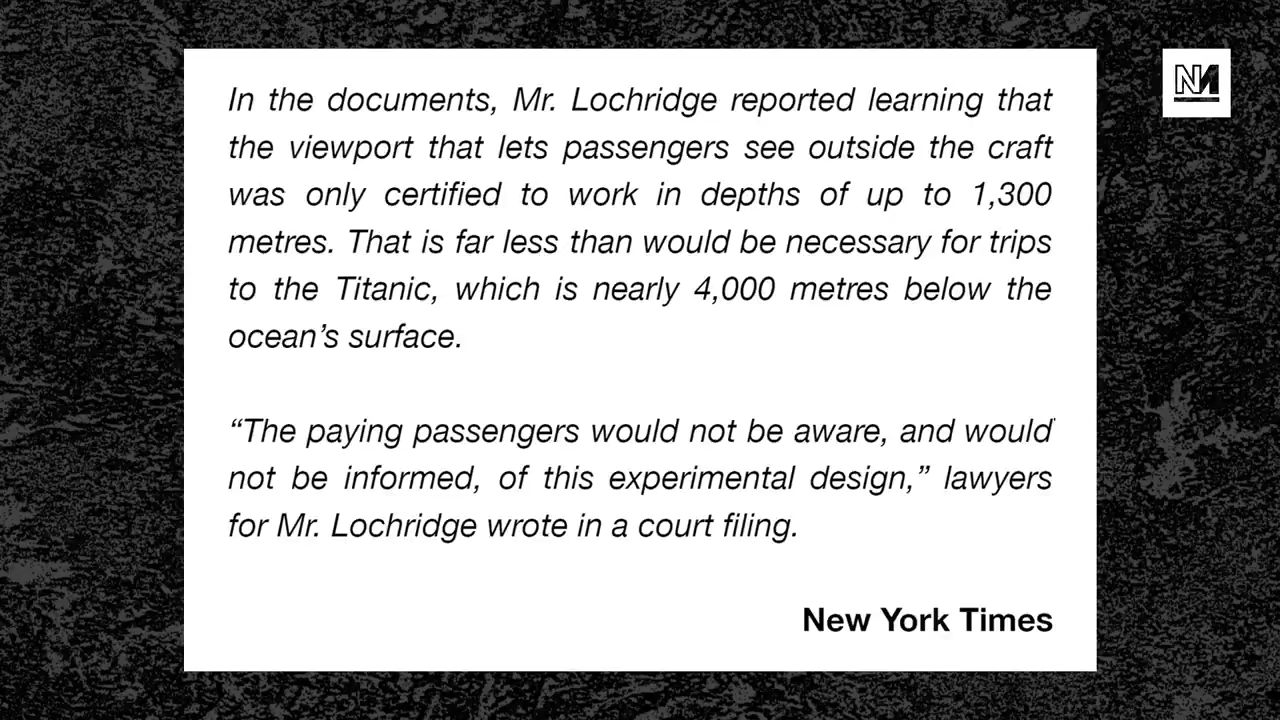 In the documents, Mr. Lochridge reported learning that
the viewport that lets passengers see outside the craft
was only certified to work in depths of up to 1,300
metres. That is far less than would be necessary for trips
to the Titanic, which is nearly 4,000 metres below the
ocean’s surface.
“The paying passengers would not be aware, and would
not be informed, of this experimental design,” lawyers
for Mr. Lochridge wrote in a court filing.
New York Times